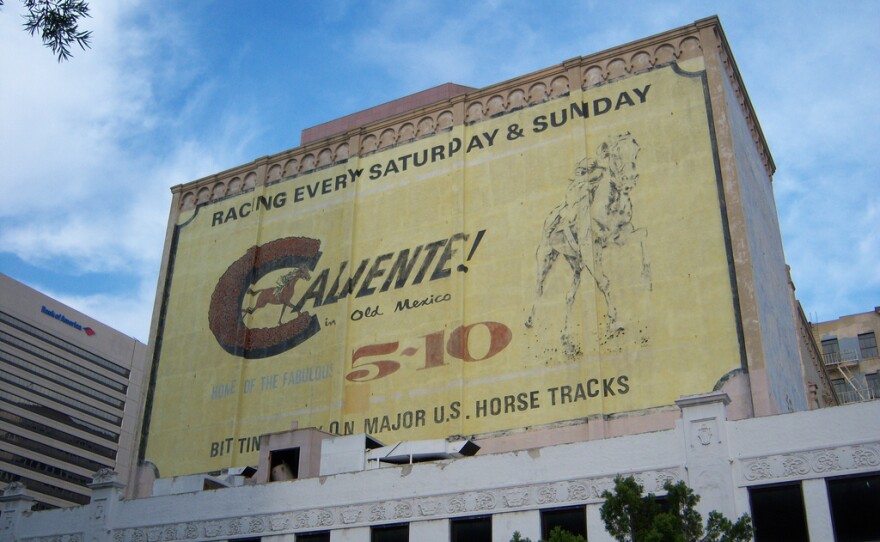 RACING EVERY SATURDAY & SUNDAY
CALIENTE!
in Old Mexico
HOME OF THE FABULOUS 5-10
ON MAJOR U.S. HORSE TRACKS
Bank of America